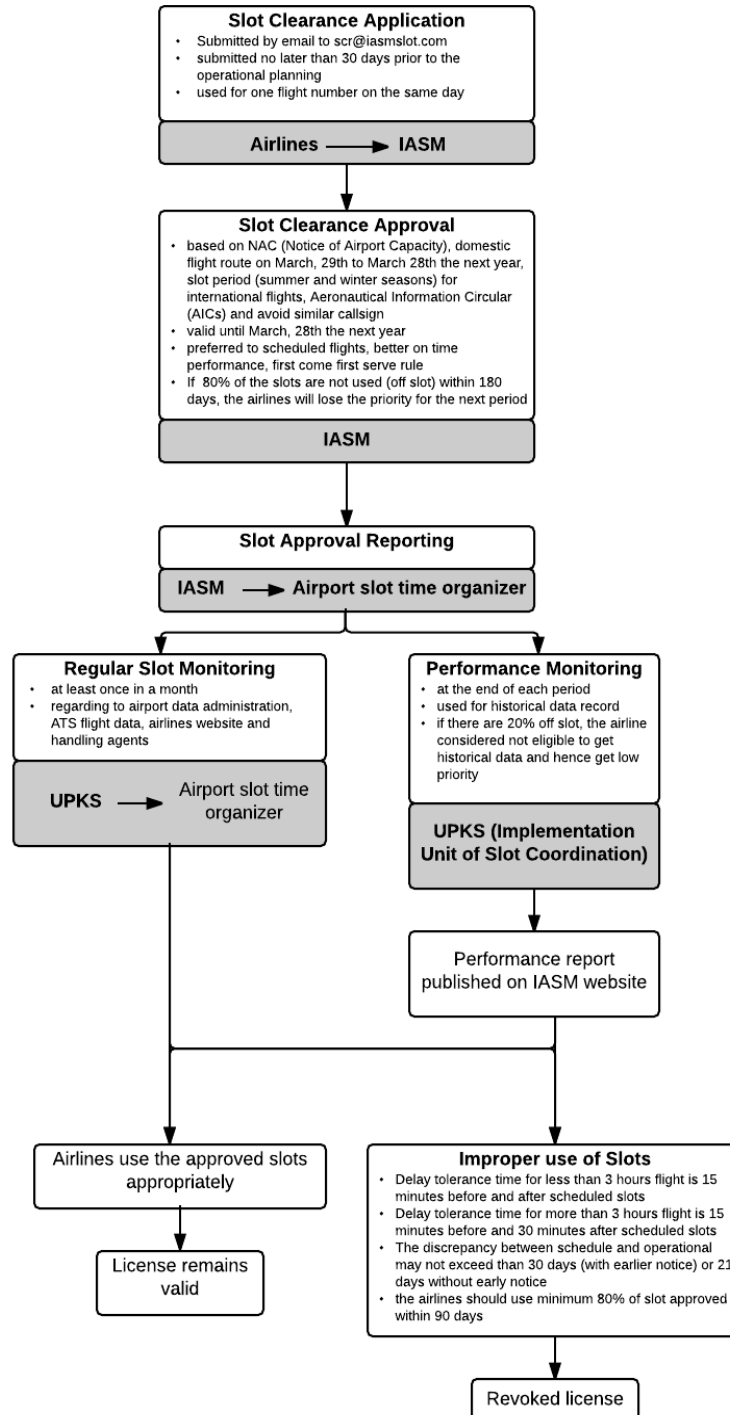 Slot Clearance Application
• Submitted by email to scr@iasmslot.com
• submitted no later than 30 days prior to the
operational planning
• used for one flight number on the same day
Airlines IASM
Slot Clearance Approval
• based on NAC (Notice of Airport Capacity), domestic
flight route on March, 29th to March 28th the next year,
slot period (summer and winter seasons) for
international flights, Aeronautical Information Circular
(AICs) and avoid similar callsign
• valid until March, 28th the next year
• preferred to scheduled flights, better on time
performance, first come first serve rule
• If 80% of the slots are not used (off slot) within 180
days, the airlines will lose the priority for the next period
IASM
Slot Approval Reporting
IASM Airport slot time organizer
Regular Slot Monitoring
• at least once in a month
• regarding to airport data administration,
ATS flight data, airlines website and
handling agents
UPKS Airport slot time
organizer
Performance Monitoring
• at the end of each period
• used for historical data record
• if there are 20% off slot, the airline
considered not eligible to get
historical data and hence get low
priority
UPKS (Implementation
Unit of Slot Coordination)
Performance report
published on IASM website
Airlines use the approved slots
appropriately
License remains
valid
Improper use of Slots
• Delay tolerance time for less than 3 hours flight is 15
minutes before and after scheduled slots
• Delay tolerance time for more than 3 hours flight is 15
minutes before and 30 minutes after scheduled slots
• The discrepancy between schedule and operational
may not exceed than 30 days (with earlier notice) or 21
days without early notice
• the airlines should use minimum 80% of slot approved
within 90 days
Revoked license